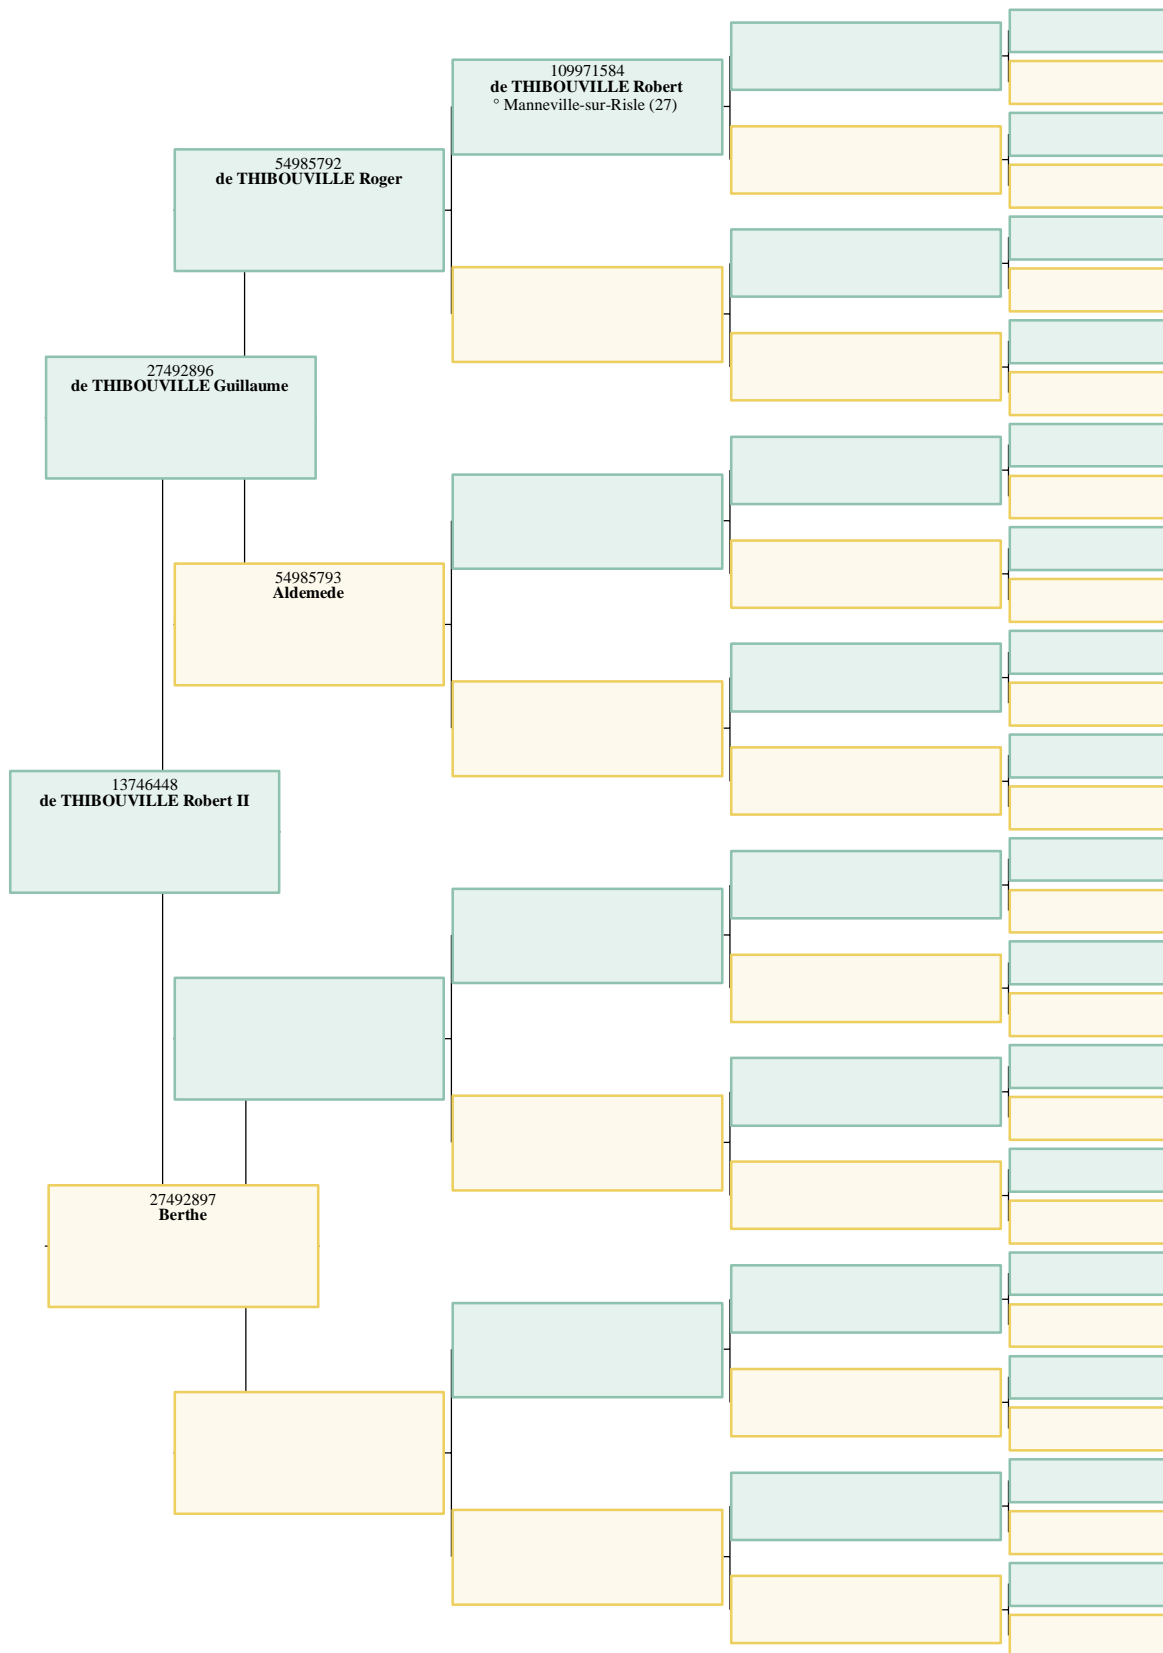 109971584
de THIBOUVILLE Robert
° Manneville-sur-Risle (27)
54985792
de THIBOUVILLE Roger
27492896
de THIBOUVILLE Guillaume
54985793
Aldemede
13746448
de THIBOUVILLE Robert II
27492897
Berthe